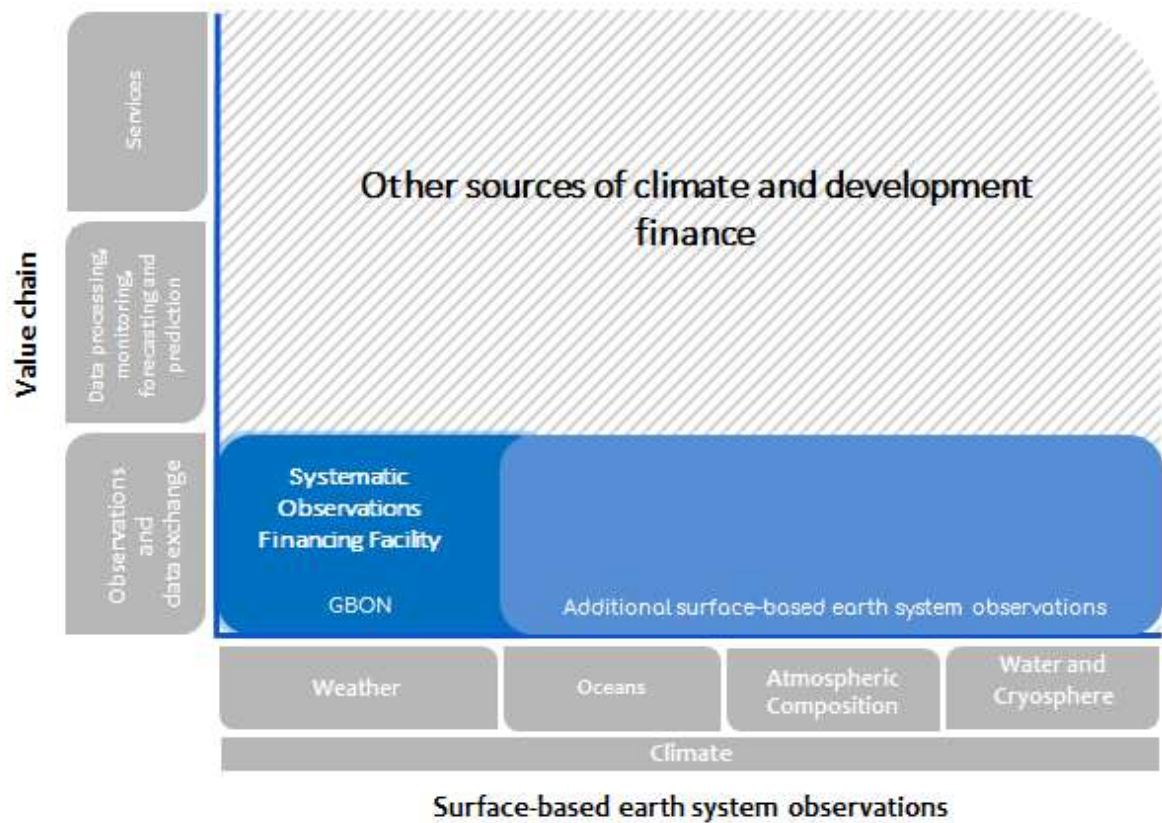 Value chain
Services
Data processing,
monitoring,
forecasting and
prediction
Observations
and
data exchange
Other sources of climate and development
finance
Systematic
Observations
Financing Facility
GBON
Additional surface-based earth system observations
Weather
Oceans
Atmospheric
Composition
Water and
Cryosphere
Climate
Surface-based earth system observations